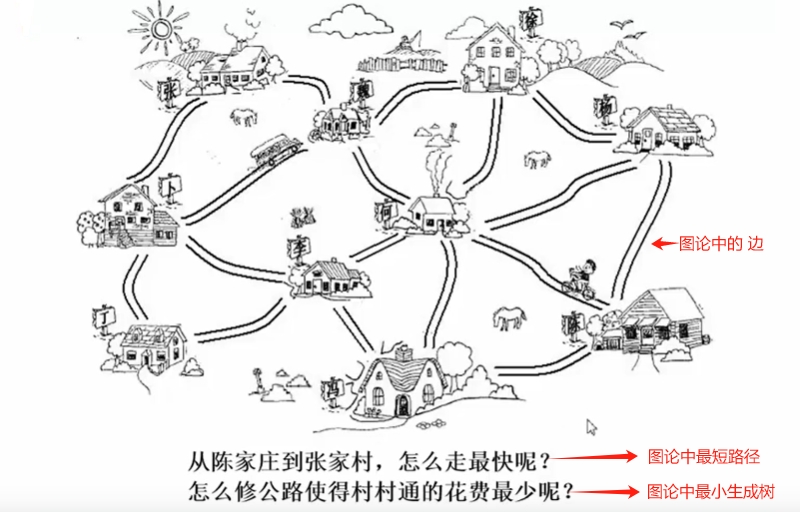 徐
张
杨
何
李
丁
陈
图论中的 边
从陈家庄到张家村，怎么走最快呢？
图论中最短路径
怎么修公路使得村村通的花费最少呢？
图论中最小生成树